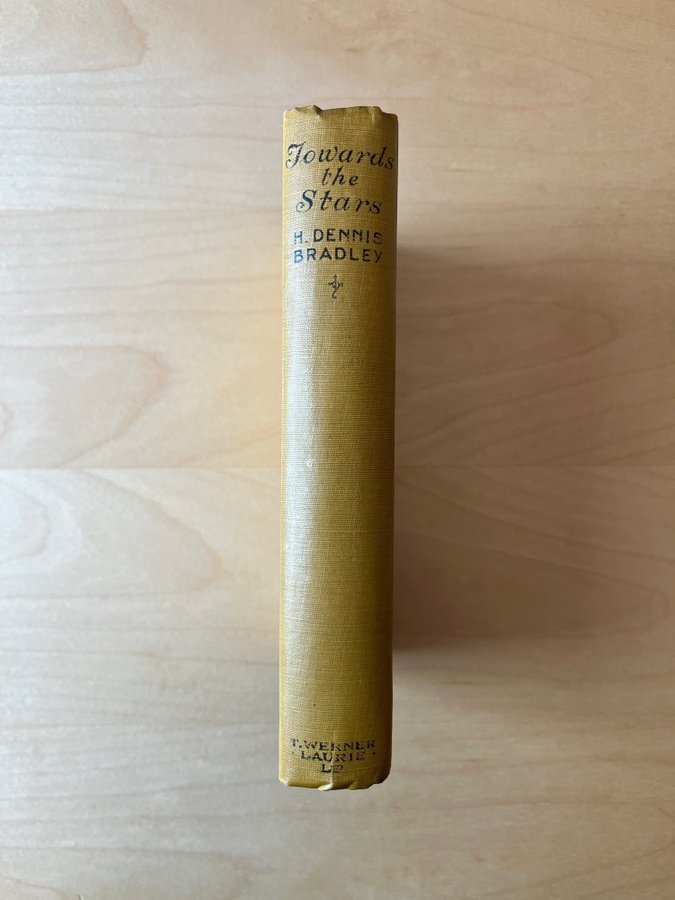 Towards
the
Stars
H. DENNIS
BRADLEY
T. WERNER
LAURIE
LD